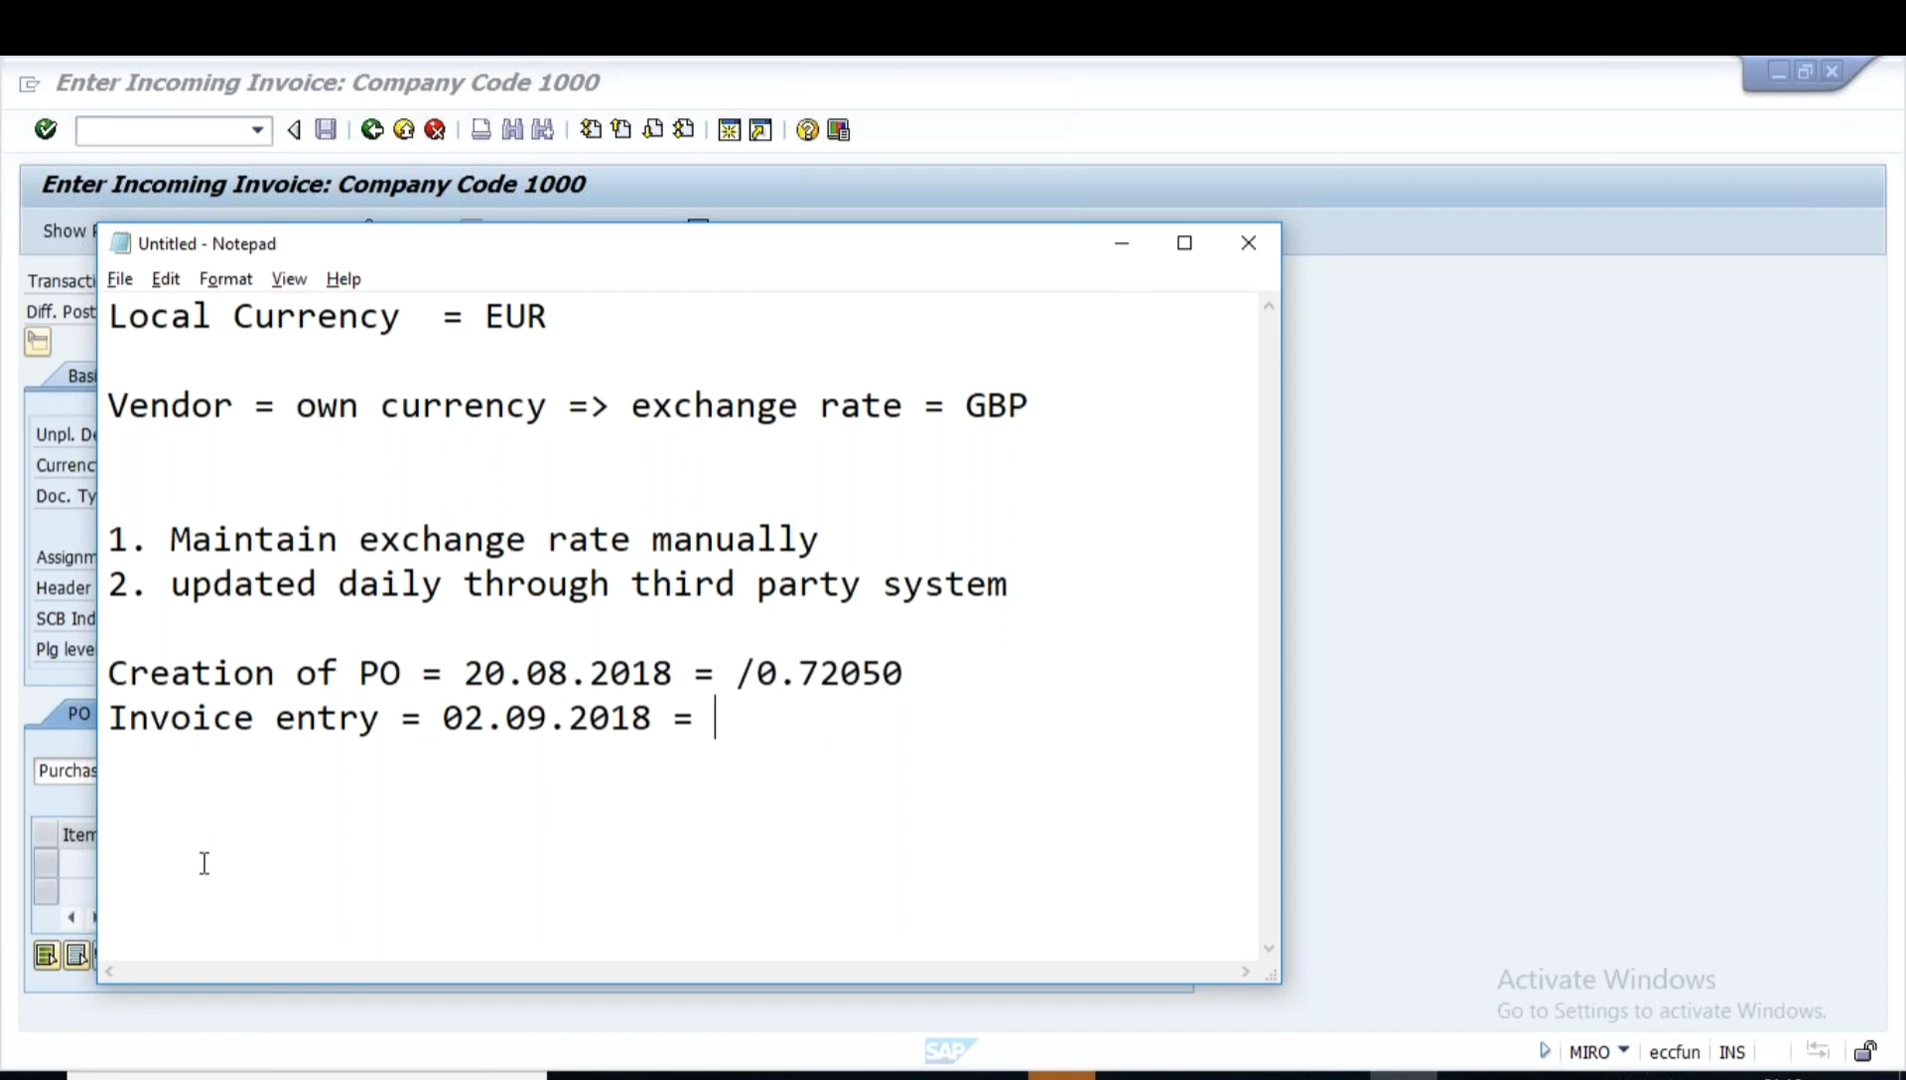 Enter Incoming Invoice: Company Code 1000
Enter Incoming Invoice: Company Code 1000
Show
Untitled - Notepad
File Edit Format View Help
Transacti
Diff. Post
Local Currency = EUR
Basi
Vendor = own currency => exchange rate = GBP
Unpl. De
Currenc
Doc. Ty
1. Maintain exchange rate manually
Assignm
2. updated daily through third party system
Header
SCB Ind
Plg leve
Creation of PO = 20.08.2018 = /0.72050
PO
Invoice entry = 02.09.2018 =
Purchas
Item
Activate Windows
Go to Settings to activate Windows.
SAP
MIRO eccfun INS